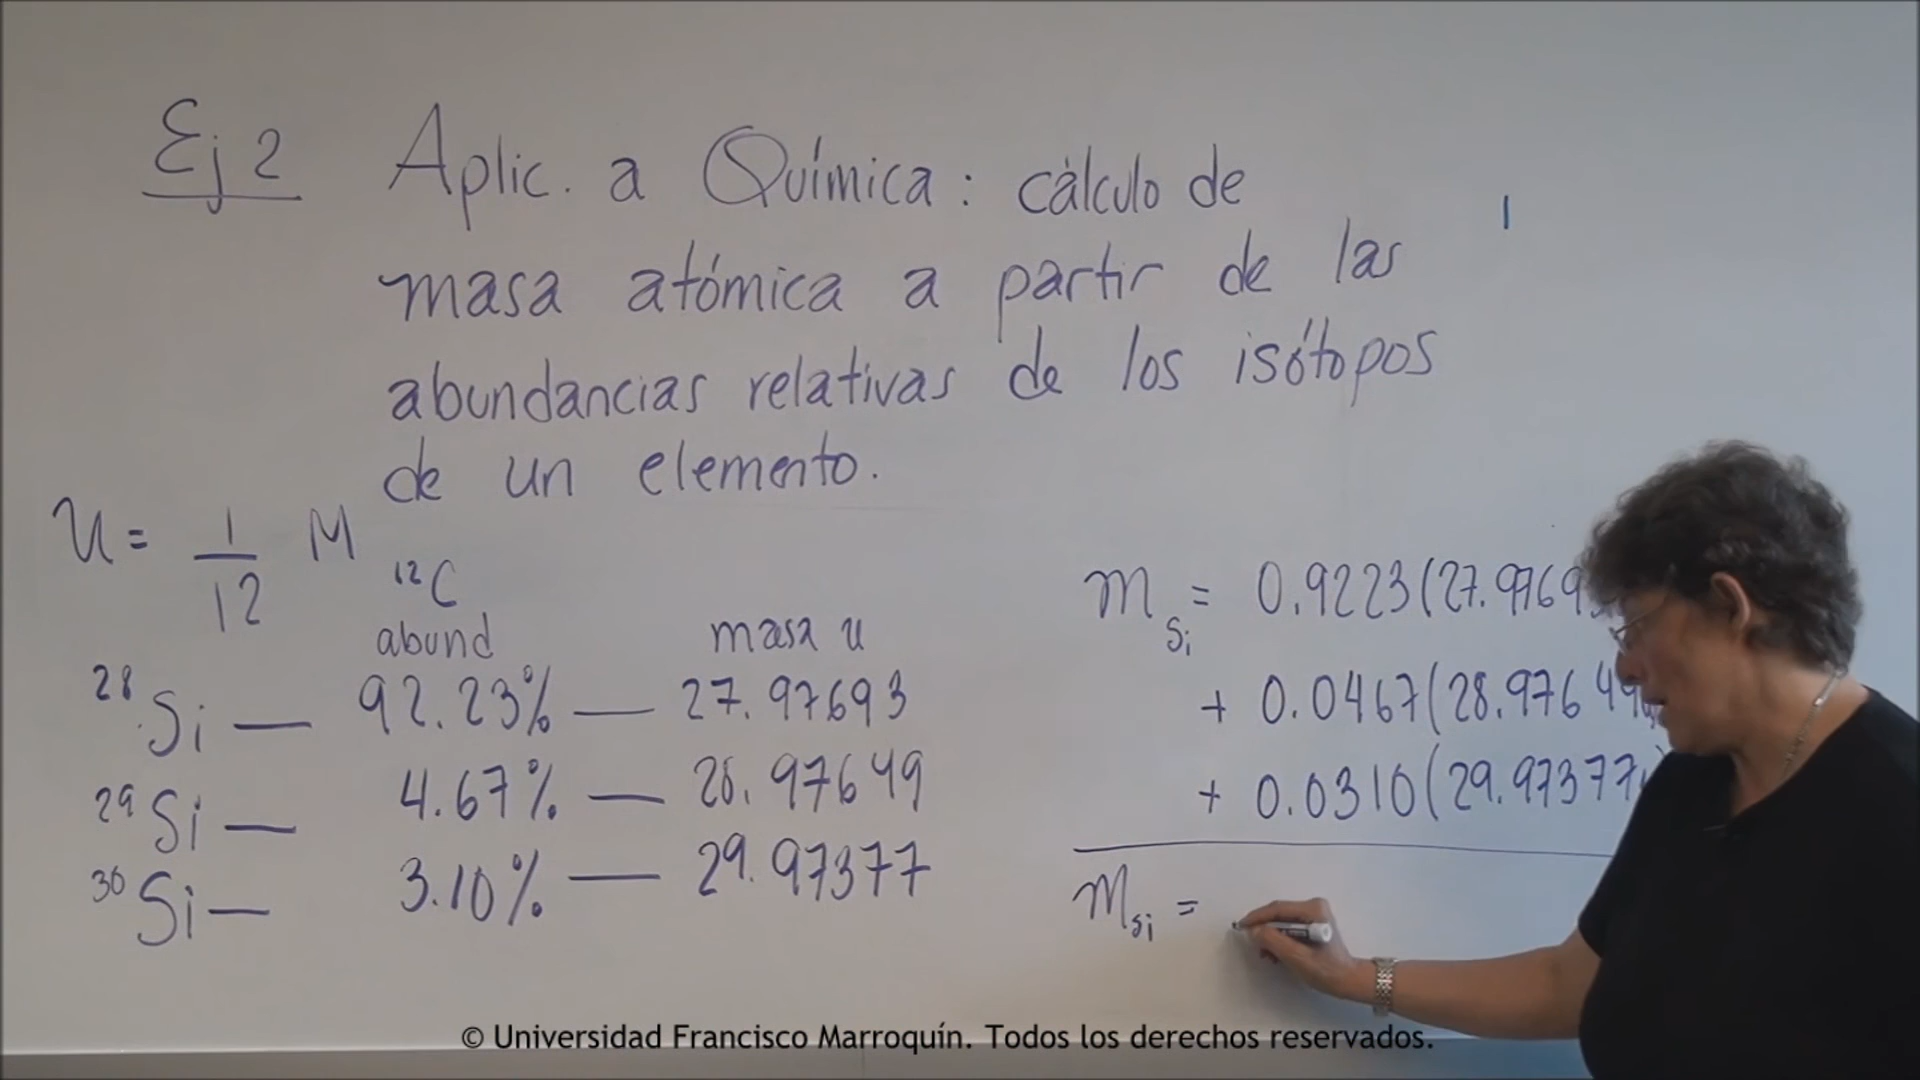 Ej 2 Aplic. a Química: cálculo de
masa atómica a partir de las
abundancias relativas de los isótopos
de un elemento.
u = 1/12 M ¹²C
abund masa u
²⁸Si — 92.23% — 27.97693
²⁹Si — 4.67% — 28.97649
³⁰Si — 3.10% — 29.97377
m Si = 0.9223(27.9769
+ 0.0467(28.97649
+ 0.0310(29.97377
m Si =
© Universidad Francisco Marroquín. Todos los derechos reservados.